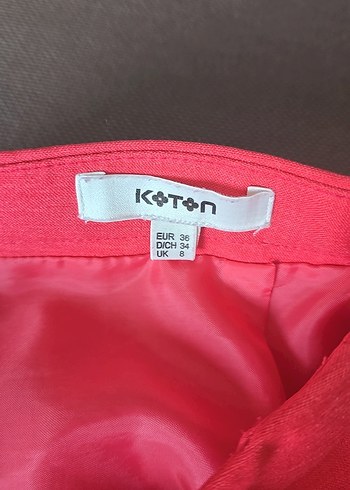 KOTON
EUR 36
D/CH 34
UK 8